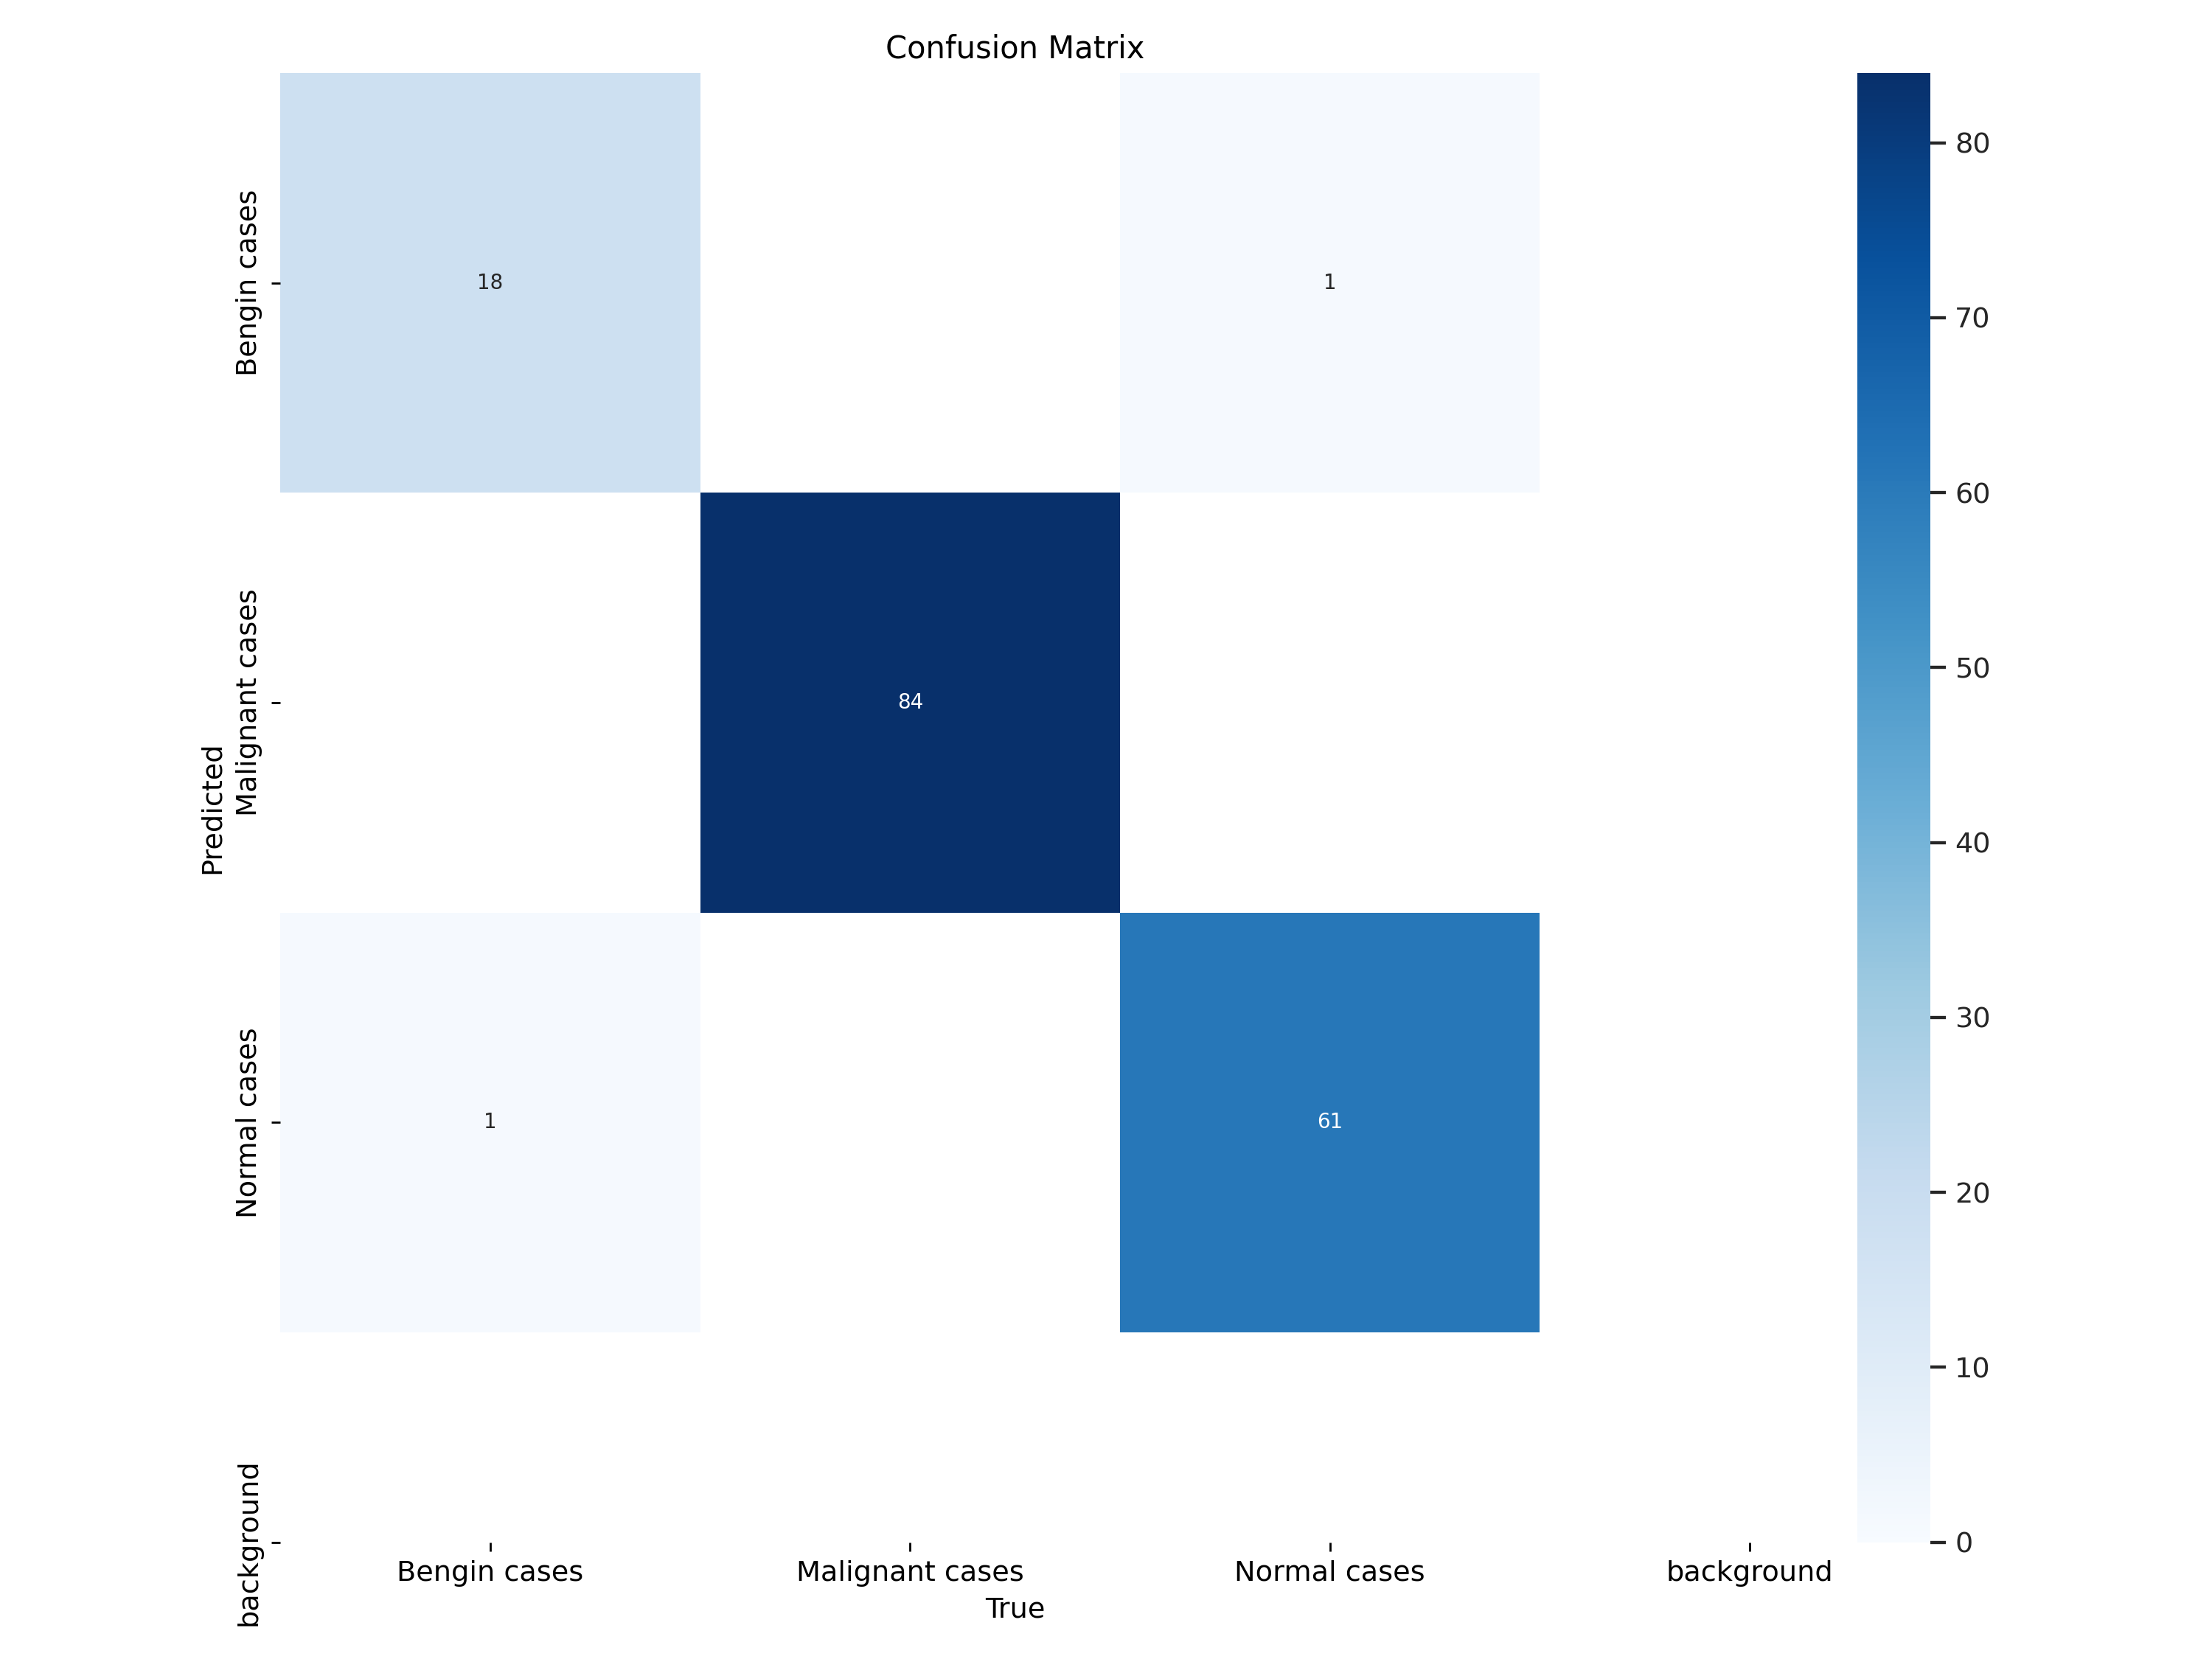 Confusion Matrix
Bengin cases
Malignant cases
Normal cases
background
Predicted
18
1
84
1
61
Bengin cases
Malignant cases
Normal cases
background
True
80
70
60
50
40
30
20
10
0